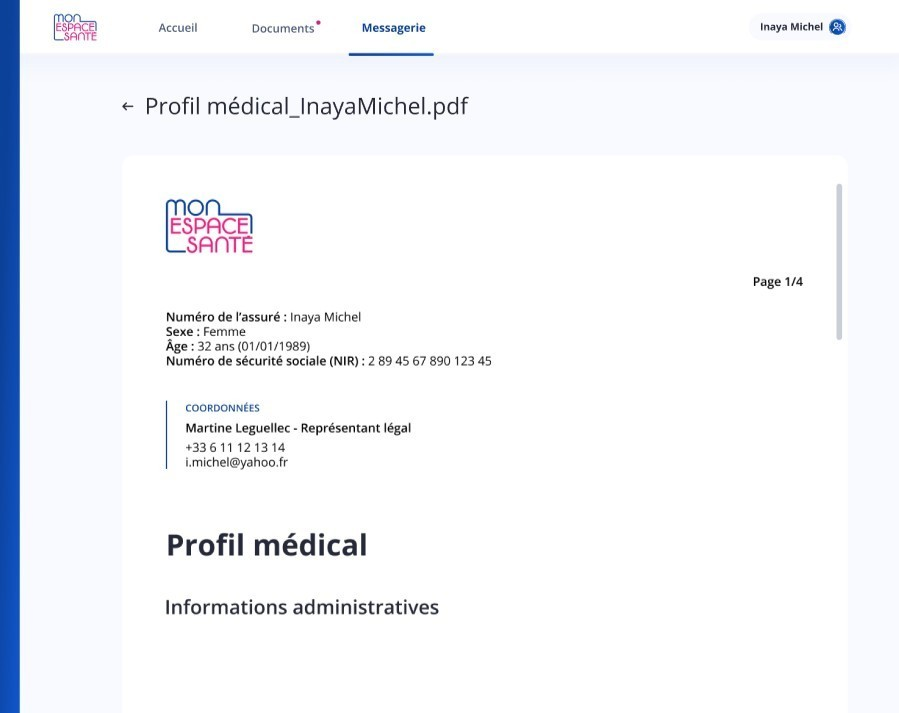 mon
ESPACE
SANTÉ
Accueil
Documents
Messagerie
Inaya Michel
← Profil médical_InayaMichel.pdf
mon
ESPACE
SANTÉ
Page 1/4
Numéro de l'assuré : Inaya Michel
Sexe : Femme
Âge : 32 ans (01/01/1989)
Numéro de sécurité sociale (NIR) : 2 89 45 67 890 123 45
COORDONNÉES
Martine Leguellec - Représentant légal
+33 6 11 12 13 14
i.michel@yahoo.fr
Profil médical
Informations administratives